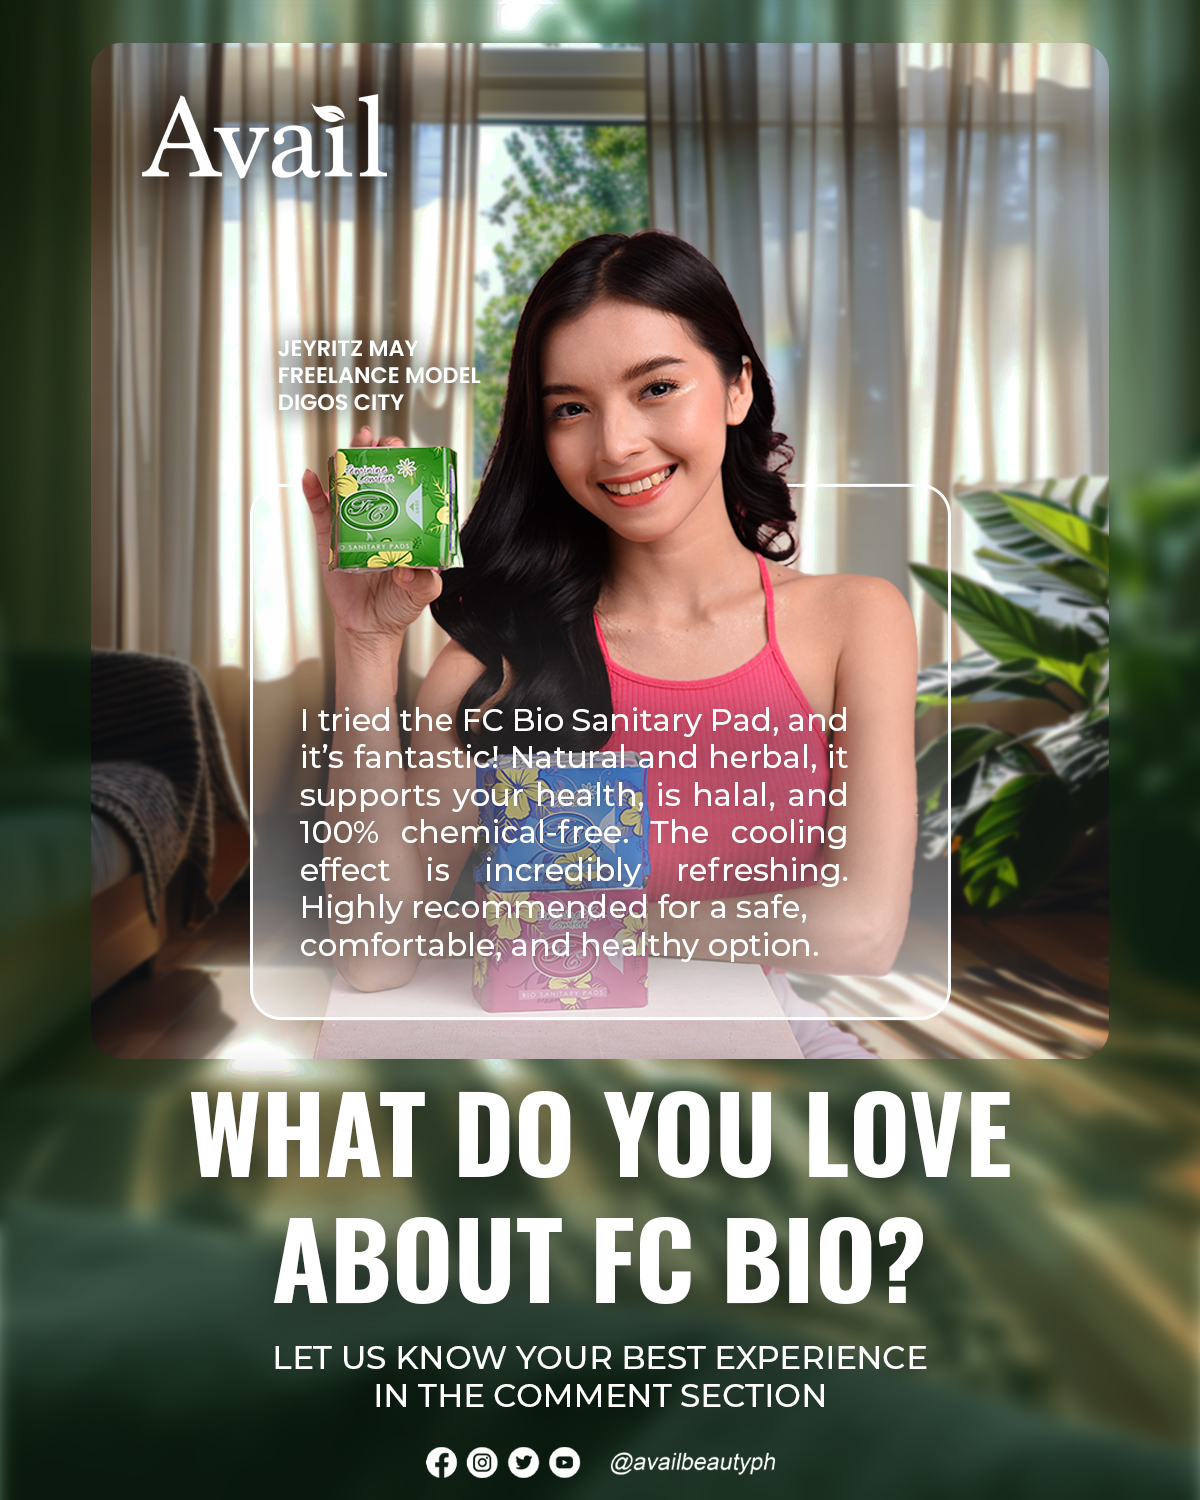 Avail
JEYRITZ MAY
FREELANCE MODEL
DIGOS CITY
Feminine
Comfort
FC
O SANITARY PADS
I tried the FC Bio Sanitary Pad, and
it’s fantastic! Natural and herbal, it
supports your health, is halal, and
100% chemical-free. The cooling
effect is incredibly refreshing.
Highly recommended for a safe,
comfortable, and healthy option.
Comfort
BIO SANITARY PADS
WHAT DO YOU LOVE
ABOUT FC BIO?
LET US KNOW YOUR BEST EXPERIENCE
IN THE COMMENT SECTION
@availbeautyph